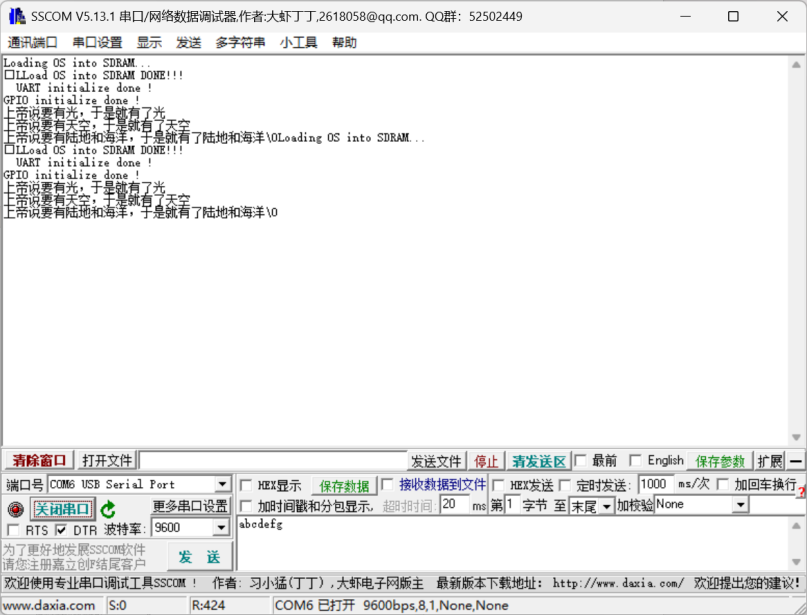 SSCOM V5.13.1 串口/网络数据调试器,作者:大虾丁丁,2618058@qq.com. QQ群: 52502449
通讯端口 串口设置 显示 发送 多字符串 小工具 帮助
Loading OS into SDRAM...
□LLoad OS into SDRAM DONE!!!
UART initialize done !
GPIO initialize done !
上帝说要有光，于是就有了光
上帝说要有天空，于是就有了天空
上帝说要有陆地和海洋，于是就有了陆地和海洋\0Loading OS into SDRAM...
□LLoad OS into SDRAM DONE!!!
UART initialize done !
GPIO initialize done !
上帝说要有光，于是就有了光
上帝说要有天空，于是就有了天空
上帝说要有陆地和海洋，于是就有了陆地和海洋\0
清除窗口 打开文件 发送文件 停止 清发送区 最前 English 保存参数 扩展 —
端口号 COM6 USB Serial Port HEX显示 保存数据 接收数据到文件 HEX发送 定时发送: 1000 ms/次 加回车换行
关闭串口 更多串口设置 加时间戳和分包显示, 超时时间: 20 ms 第 1 字节 至 末尾 加校验 None ?
RTS DTR 波特率: 9600 abcdefg
为了更好地发展SSCOM软件
请您注册嘉立创F结尾客户
发 送
欢迎使用专业串口调试工具SSCOM ! 作者: 习小猛(丁丁) ,大虾电子网版主 最新版本下载地址: http://www.daxia.com/ 欢迎提出您的建议!
www.daxia.com S:0 R:424 COM6 已打开 9600bps,8,1,None,None